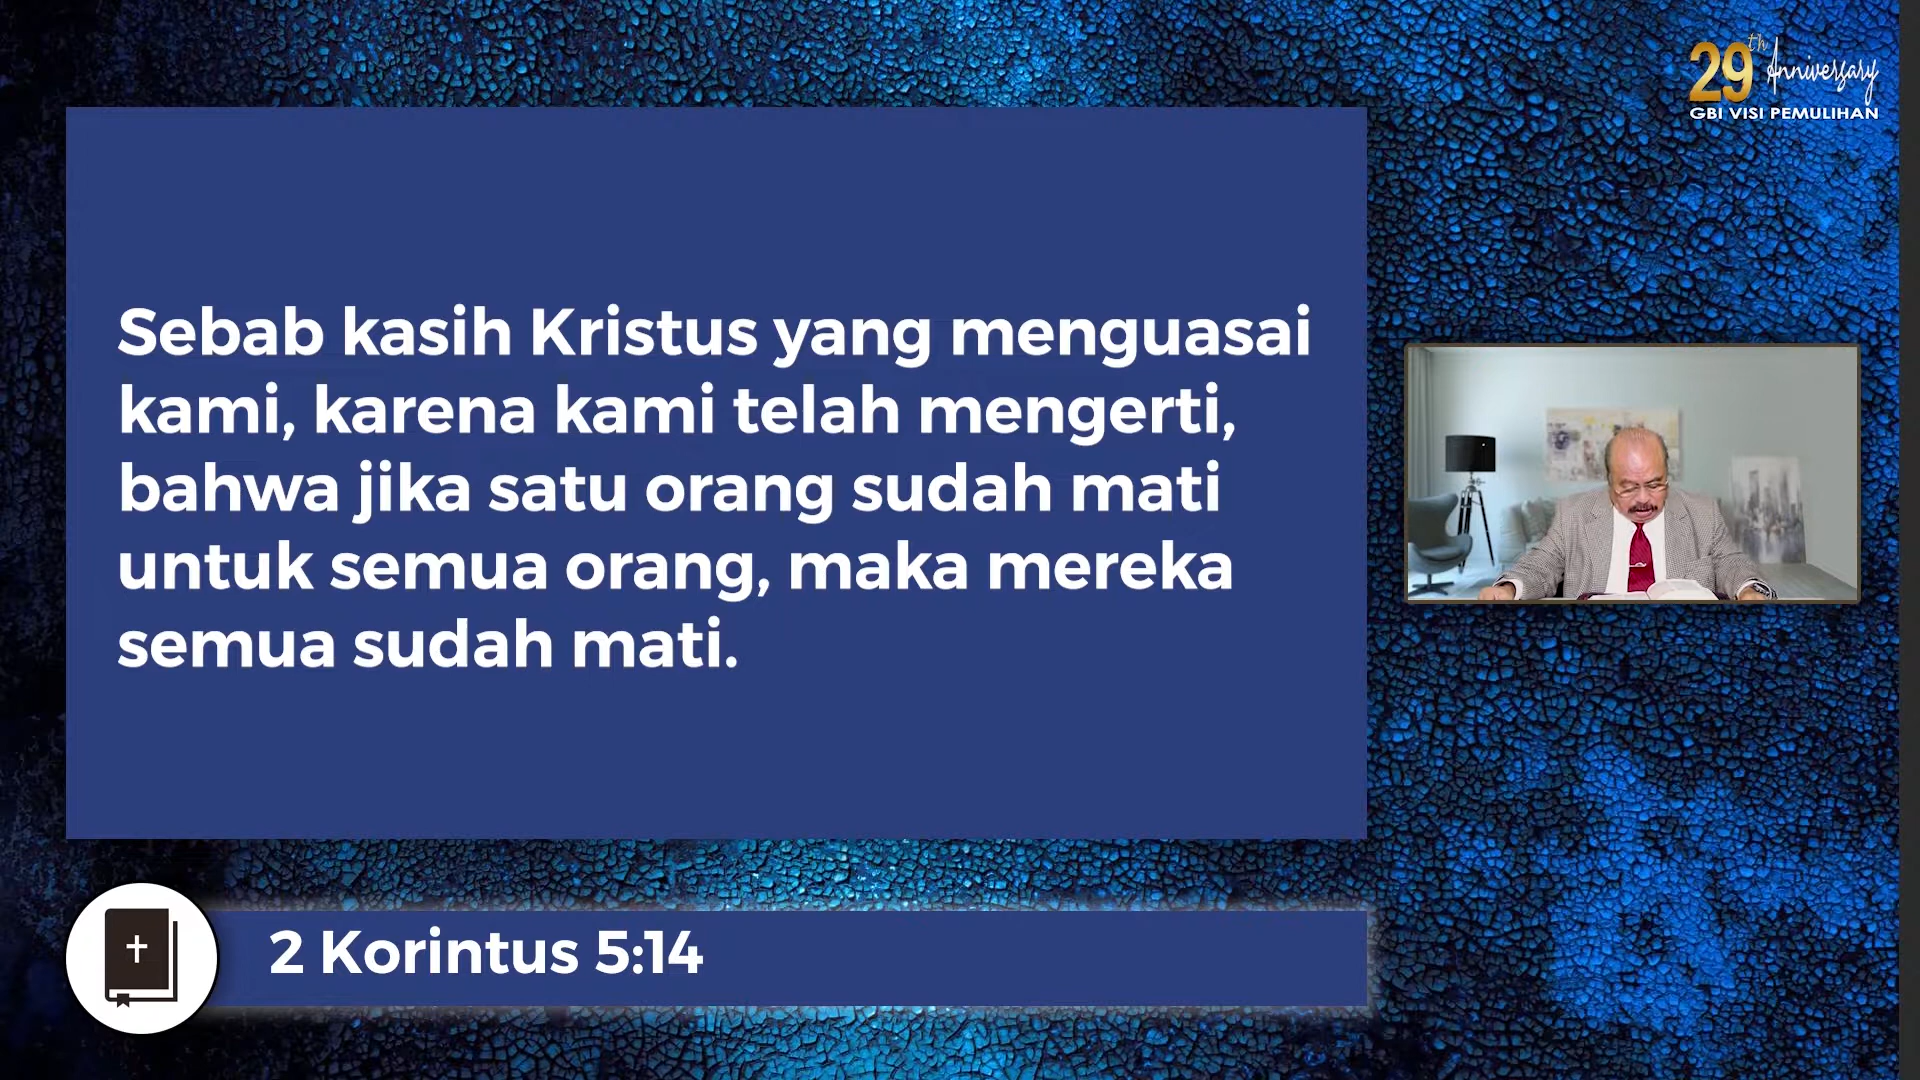 29th Anniversary
GBI VISI PEMULIHAN
Sebab kasih Kristus yang menguasai
kami, karena kami telah mengerti,
bahwa jika satu orang sudah mati
untuk semua orang, maka mereka
semua sudah mati.
2 Korintus 5:14